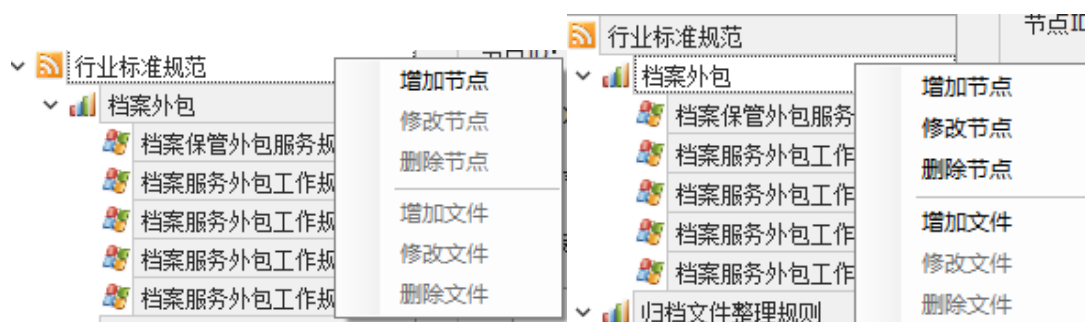 行业标准规范
档案外包
档案保管外包服务规
档案服务外包工作规
档案服务外包工作规
档案服务外包工作规
档案服务外包工作规
增加节点
修改节点
删除节点
增加文件
修改文件
删除文件
节点ID
行业标准规范
档案外包
档案保管外包服务
档案服务外包工作
档案服务外包工作
档案服务外包工作
档案服务外包工作
归档文件整理规则
增加节点
修改节点
删除节点
增加文件
修改文件
删除文件